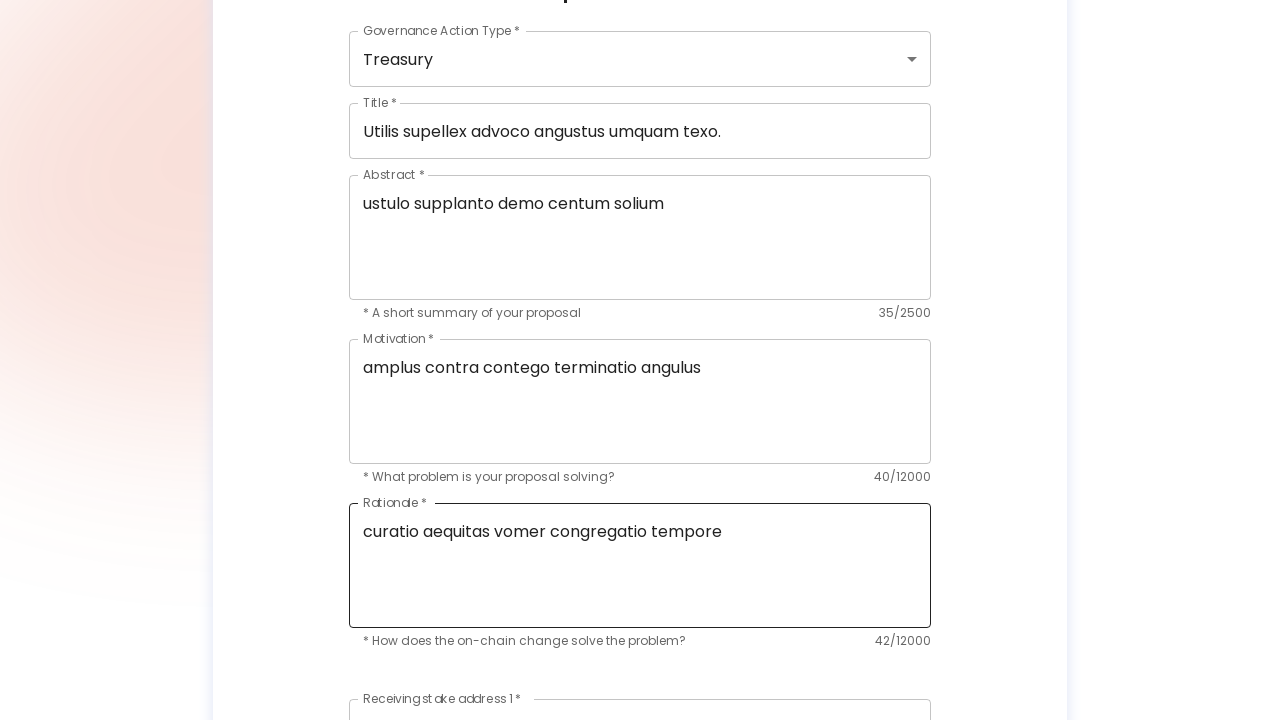 Governance Action Type *
Treasury
Title *
Utilis supellex advoco angustus umquam texo.
Abstract *
ustulo supplanto demo centum solium
* A short summary of your proposal
35/2500
Motivation *
amplus contra contego terminatio angulus
* What problem is your proposal solving?
40/12000
Rationale *
curatio aequitas vomer congregatio tempore
* How does the on-chain change solve the problem?
42/12000
Receiving stake address 1 *